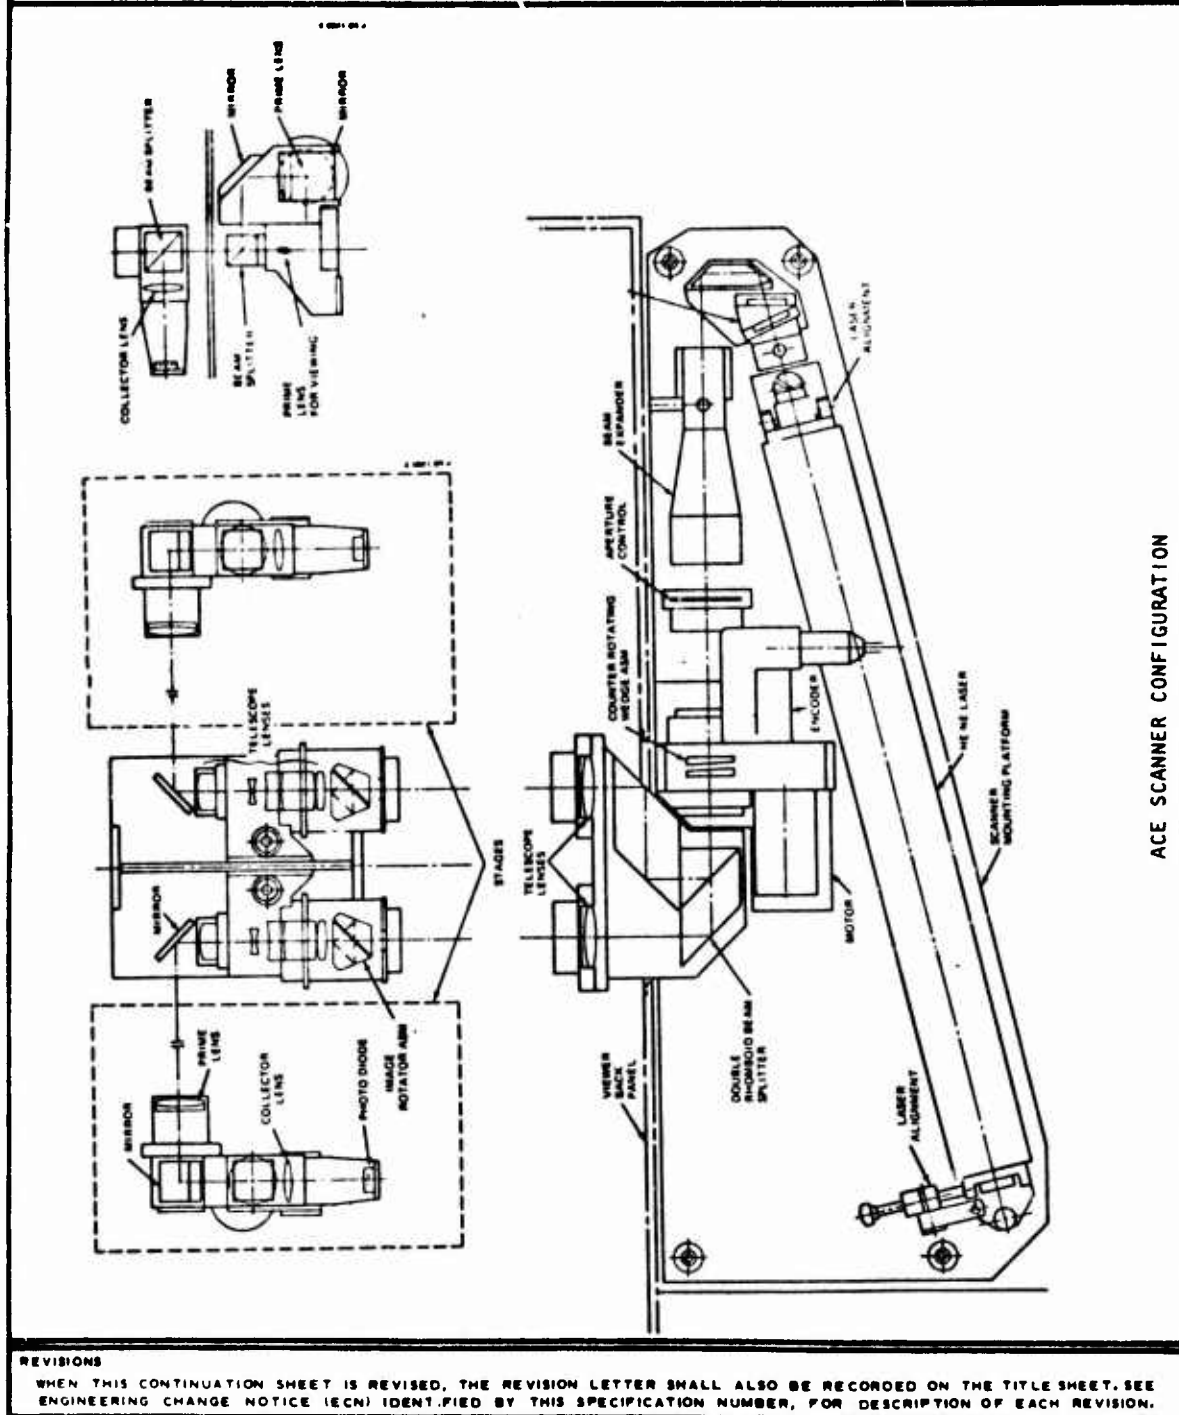 BEAM SPLITTER
MIRROR
PRIME LENS
MIRROR
COLLECTOR LENS
BEAM
SPLITTER
PRIME
LENS
FOR VIEWING
TELESCOPE
LENSES
MIRROR
STAGES
MIRROR
PRIME
LENS
COLLECTOR
LENS
PHOTO DIODE
IMAGE
ROTATOR ASM
LASER
ALIGNMENT
BEAM
EXPANDER
APERTURE
CONTROL
COUNTER ROTATING
WEDGE ASM
ENCODER
HE NE LASER
SCANNER
MOUNTING PLATFORM
TELESCOPE
LENSES
MOTOR
VIEWER
BACK
PANEL
DOUBLE
RHOMBOID BEAM
SPLITTER
LASER
ALIGNMENT
ACE SCANNER CONFIGURATION
REVISIONS
WHEN THIS CONTINUATION SHEET IS REVISED, THE REVISION LETTER SHALL ALSO BE RECORDED ON THE TITLE SHEET. SEE
ENGINEERING CHANGE NOTICE (ECN) IDENT.FIED BY THIS SPECIFICATION NUMBER, FOR DESCRIPTION OF EACH REVISION.